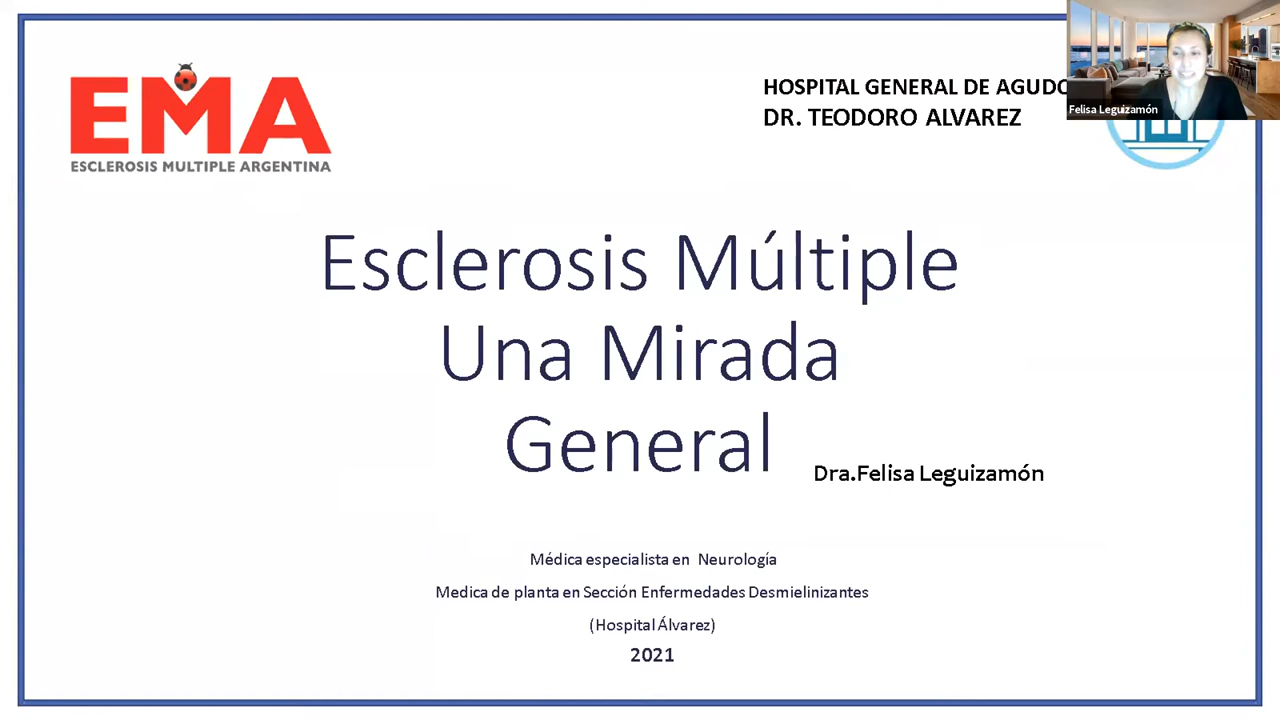 EMA
ESCLEROSIS MULTIPLE ARGENTINA
HOSPITAL GENERAL DE AGUDO
DR. TEODORO ALVAREZ
Felisa Leguizamón
Esclerosis Múltiple
Una Mirada
General
Dra.Felisa Leguizamón
Médica especialista en Neurología
Medica de planta en Sección Enfermedades Desmielinizantes
(Hospital Álvarez)
2021